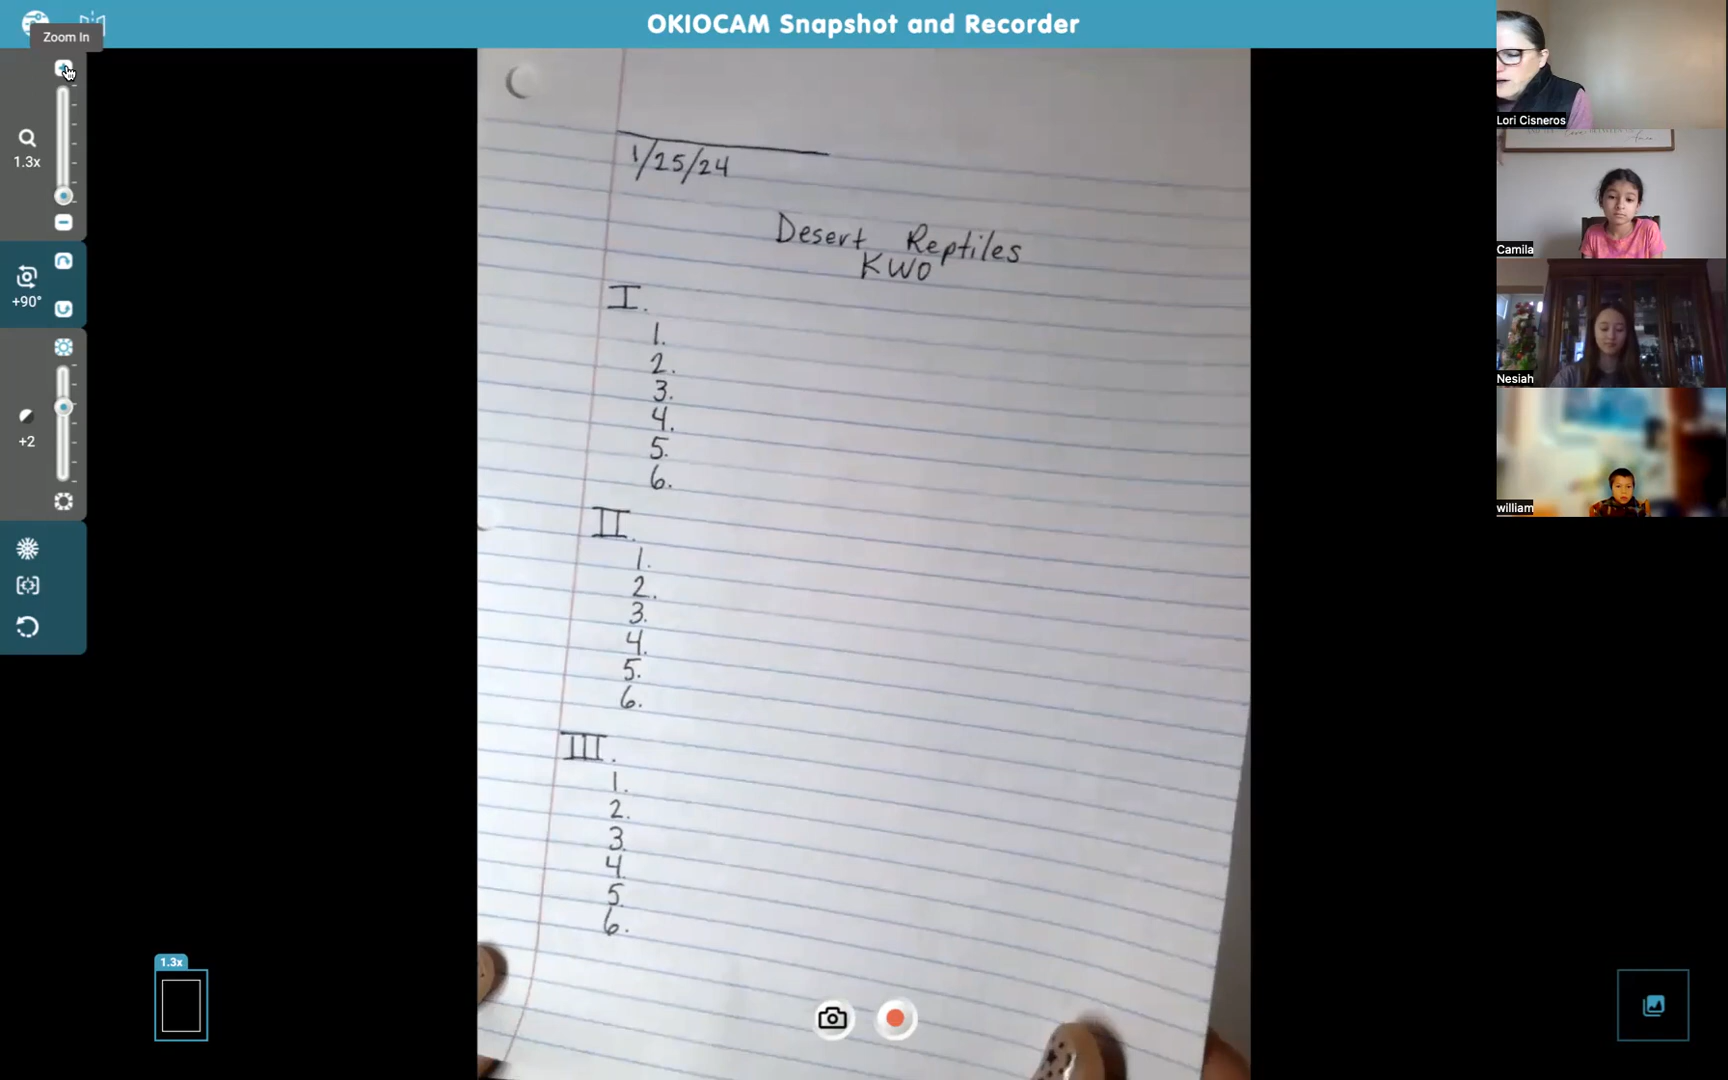 OKIOCAM Snapshot and Recorder
Zoom In
1.3x
+90°
+2
1.3x
1/25/24
Desert Reptiles
KWO
I.
1.
2.
3.
4.
5.
6.
II.
1.
2.
3.
4.
5.
6.
III.
1.
2.
3.
4.
5.
6.
Lori Cisneros
Camila
Nesiah
william